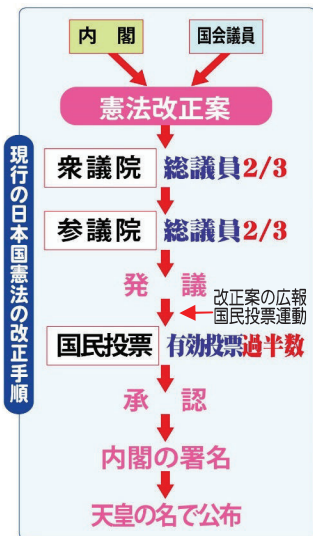 現行の日本国憲法の改正手順
内 閣
国会議員
憲法改正案
衆議院 総議員2/3
参議院 総議員2/3
発 議
改正案の広報
国民投票運動
国民投票 有効投票過半数
承 認
内閣の署名
天皇の名で公布